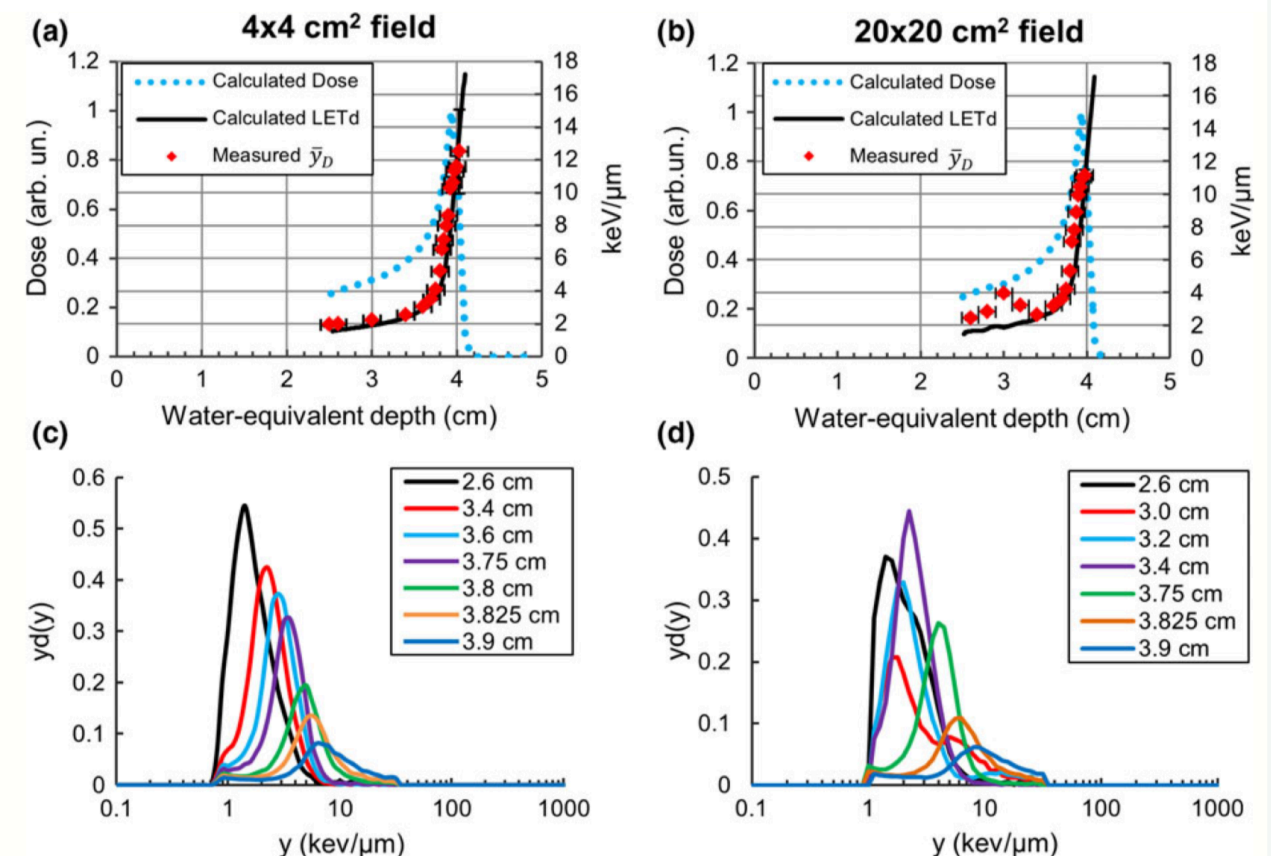 (a)
4x4 cm² field
Dose (arb. un.)
1.2
1
0.8
0.6
0.4
0.2
0
Calculated Dose
Calculated LETd
Measured ȳ_D
18
16
14
12
10
8
6
4
2
0
keV/μm
0 1 2 3 4 5
Water-equivalent depth (cm)
(b)
20x20 cm² field
Dose (arb.un.)
1.2
1
0.8
0.6
0.4
0.2
0
Calculated Dose
Calculated LETd
Measured ȳ_D
18
16
14
12
10
8
6
4
2
0
keV/μm
0 1 2 3 4 5
Water-equivalent depth (cm)
(c)
yd(y)
0.6
0.5
0.4
0.3
0.2
0.1
0
2.6 cm
3.4 cm
3.6 cm
3.75 cm
3.8 cm
3.825 cm
3.9 cm
0.1 1 10 100 1000
y (kev/μm)
(d)
yd(y)
0.5
0.4
0.3
0.2
0.1
0
2.6 cm
3.0 cm
3.2 cm
3.4 cm
3.75 cm
3.825 cm
3.9 cm
0.1 1 10 100 1000
y (kev/μm)